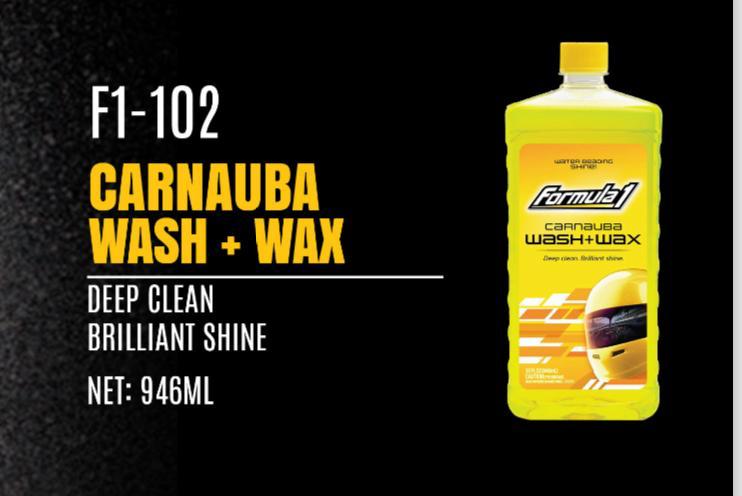 F1-102
CARNAUBA
WASH + WAX
DEEP CLEAN
BRILLIANT SHINE
NET: 946ML
WATER BEADING
SHINE!
Formula1
CARNAUBA
WASH+WAX
Deep clean. Brilliant shine.